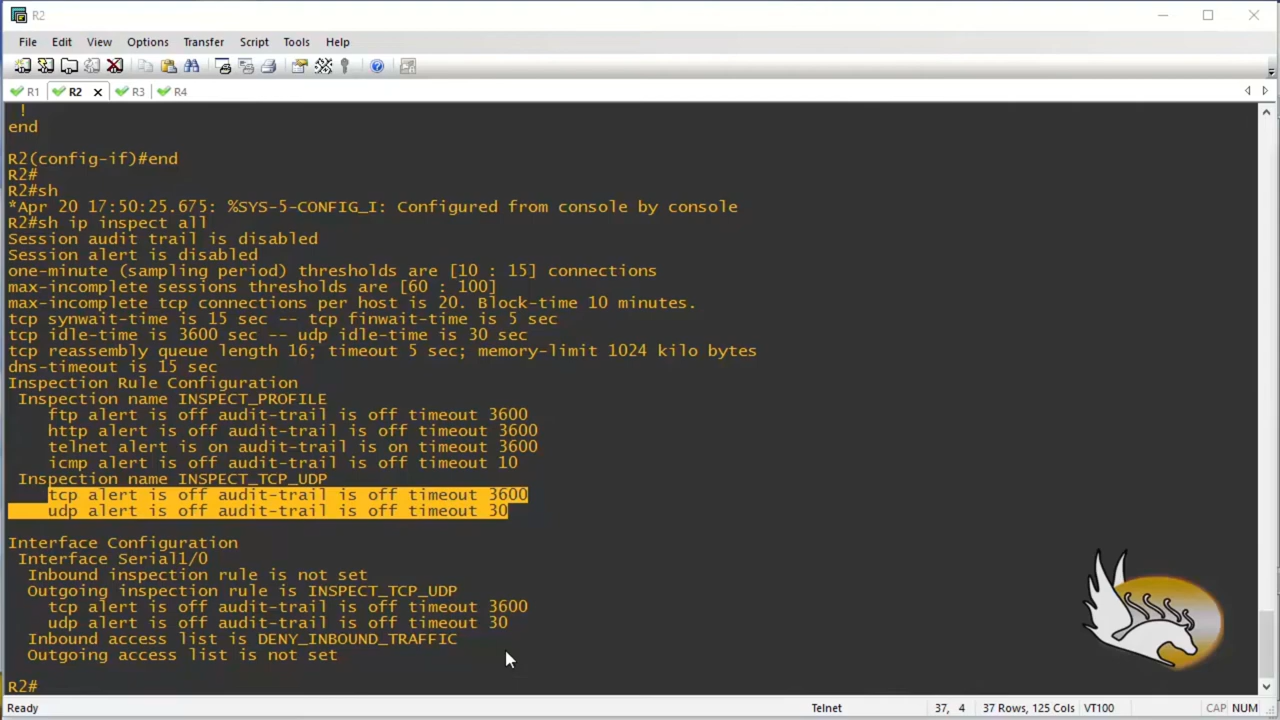 R2
File Edit View Options Transfer Script Tools Help
R1 R2 R3 R4
!
end
R2(config-if)#end
R2#
R2#sh
*Apr 20 17:50:25.675: %SYS-5-CONFIG_I: Configured from console by console
R2#sh ip inspect all
Session audit trail is disabled
Session alert is disabled
one-minute (sampling period) thresholds are [10 : 15] connections
max-incomplete sessions thresholds are [60 : 100]
max-incomplete tcp connections per host is 20. Block-time 10 minutes.
tcp synwait-time is 15 sec -- tcp finwait-time is 5 sec
tcp idle-time is 3600 sec -- udp idle-time is 30 sec
tcp reassembly queue length 16; timeout 5 sec; memory-limit 1024 kilo bytes
dns-timeout is 15 sec
Inspection Rule Configuration
Inspection name INSPECT_PROFILE
ftp alert is off audit-trail is off timeout 3600
http alert is off audit-trail is off timeout 3600
telnet alert is on audit-trail is on timeout 3600
icmp alert is off audit-trail is off timeout 10
Inspection name INSPECT_TCP_UDP
tcp alert is off audit-trail is off timeout 3600
udp alert is off audit-trail is off timeout 30
Interface Configuration
Interface Serial1/0
Inbound inspection rule is not set
Outgoing inspection rule is INSPECT_TCP_UDP
tcp alert is off audit-trail is off timeout 3600
udp alert is off audit-trail is off timeout 30
Inbound access list is DENY_INBOUND_TRAFFIC
Outgoing access list is not set
R2#
Ready Telnet 37, 4 37 Rows, 125 Cols VT100 CAP NUM